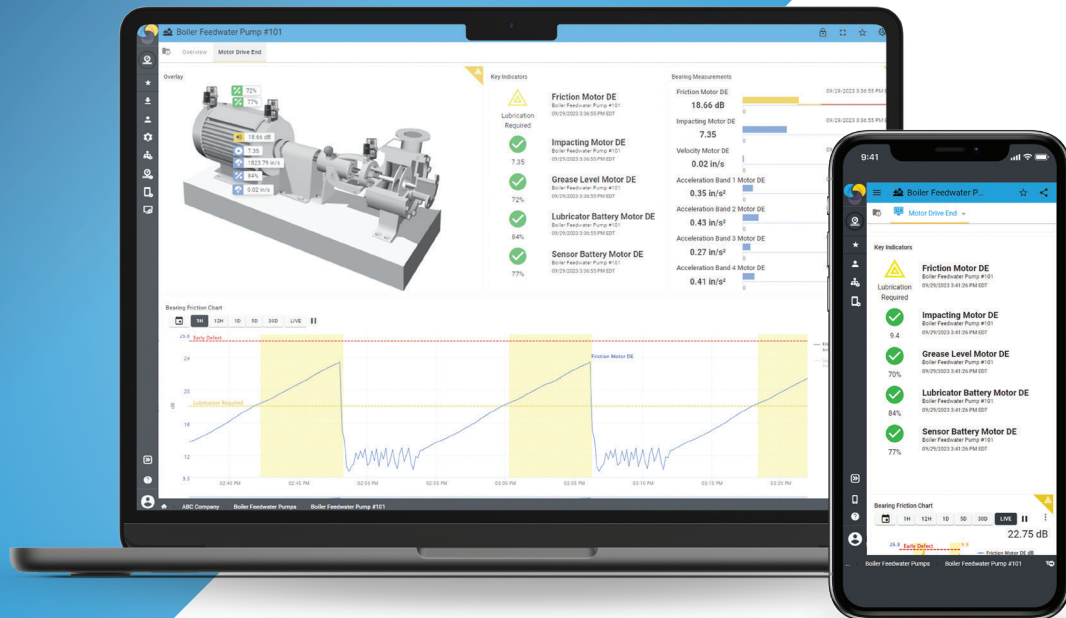 Boiler Feedwater Pump #101
Overview
Motor Drive End
Overlay
72%
77%
18.66 dB
7.35
1823.79 in/s
84%
0.02 in/s
Key Indicators
Lubrication
Required
Friction Motor DE
Boiler Feedwater Pump #101
09/29/2023 3:36:55 PM EDT
7.35
Impacting Motor DE
Boiler Feedwater Pump #101
09/29/2023 3:36:55 PM EDT
72%
Grease Level Motor DE
Boiler Feedwater Pump #101
09/29/2023 3:36:55 PM EDT
84%
Lubricator Battery Motor DE
Boiler Feedwater Pump #101
09/29/2023 3:36:55 PM EDT
77%
Sensor Battery Motor DE
Boiler Feedwater Pump #101
09/29/2023 3:36:55 PM EDT
Bearing Measurements
Friction Motor DE
09/29/2023 3:36:55 PM
18.66 dB
0
Impacting Motor DE
09/29/2023 3:36:55 PM
7.35
0
Velocity Motor DE
0.02 in/s
0
Acceleration Band 1 Motor DE
0.35 in/s²
0
Acceleration Band 2 Motor DE
0.43 in/s²
0
Acceleration Band 3 Motor DE
0.27 in/s²
0
Acceleration Band 4 Motor DE
0.41 in/s²
0
Bearing Friction Chart
1H 12H 1D 5D 30D LIVE
Early Defect
24
Friction Motor DE
20
Lubrication Required
dB
16
12
9.5
02:40 PM 02:45 PM 02:50 PM 02:55 PM 03:00 PM 03:05 PM 03:10 PM 03:15 PM 03:20 PM
ABC Company Boiler Feedwater Pumps Boiler Feedwater Pump #101
9:41
Boiler Feedwater P...
Motor Drive End
Key Indicators
Lubrication
Required
Friction Motor DE
Boiler Feedwater Pump #101
09/29/2023 3:41:26 PM EDT
9.4
Impacting Motor DE
Boiler Feedwater Pump #101
09/29/2023 3:41:26 PM EDT
70%
Grease Level Motor DE
Boiler Feedwater Pump #101
09/29/2023 3:41:26 PM EDT
84%
Lubricator Battery Motor DE
Boiler Feedwater Pump #101
09/29/2023 3:41:26 PM EDT
77%
Sensor Battery Motor DE
Boiler Feedwater Pump #101
09/29/2023 3:41:26 PM EDT
Bearing Friction Chart
1H 12H 1D 5D 30D LIVE
22.75 dB
Early Defect
Friction Motor DE dB
... Boiler Feedwater Pumps Boiler Feedwater Pump #101